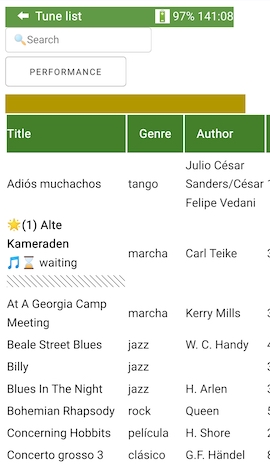 ⬅ Tune list 🔋 97% 141:08
🔍Search
PERFORMANCE
Title Genre Author
Adiós muchachos tango Julio César Sanders/César Felipe Vedani 1
🌟(1) Alte Kameraden marcha Carl Teike
🎵⌛ waiting
At A Georgia Camp Meeting marcha Kerry Mills
Beale Street Blues jazz W. C. Handy
Billy jazz
Blues In The Night jazz H. Arlen
Bohemian Rhapsody rock Queen
Concerning Hobbits película H. Shore
Concerto grosso 3 clásico G.F. Händel